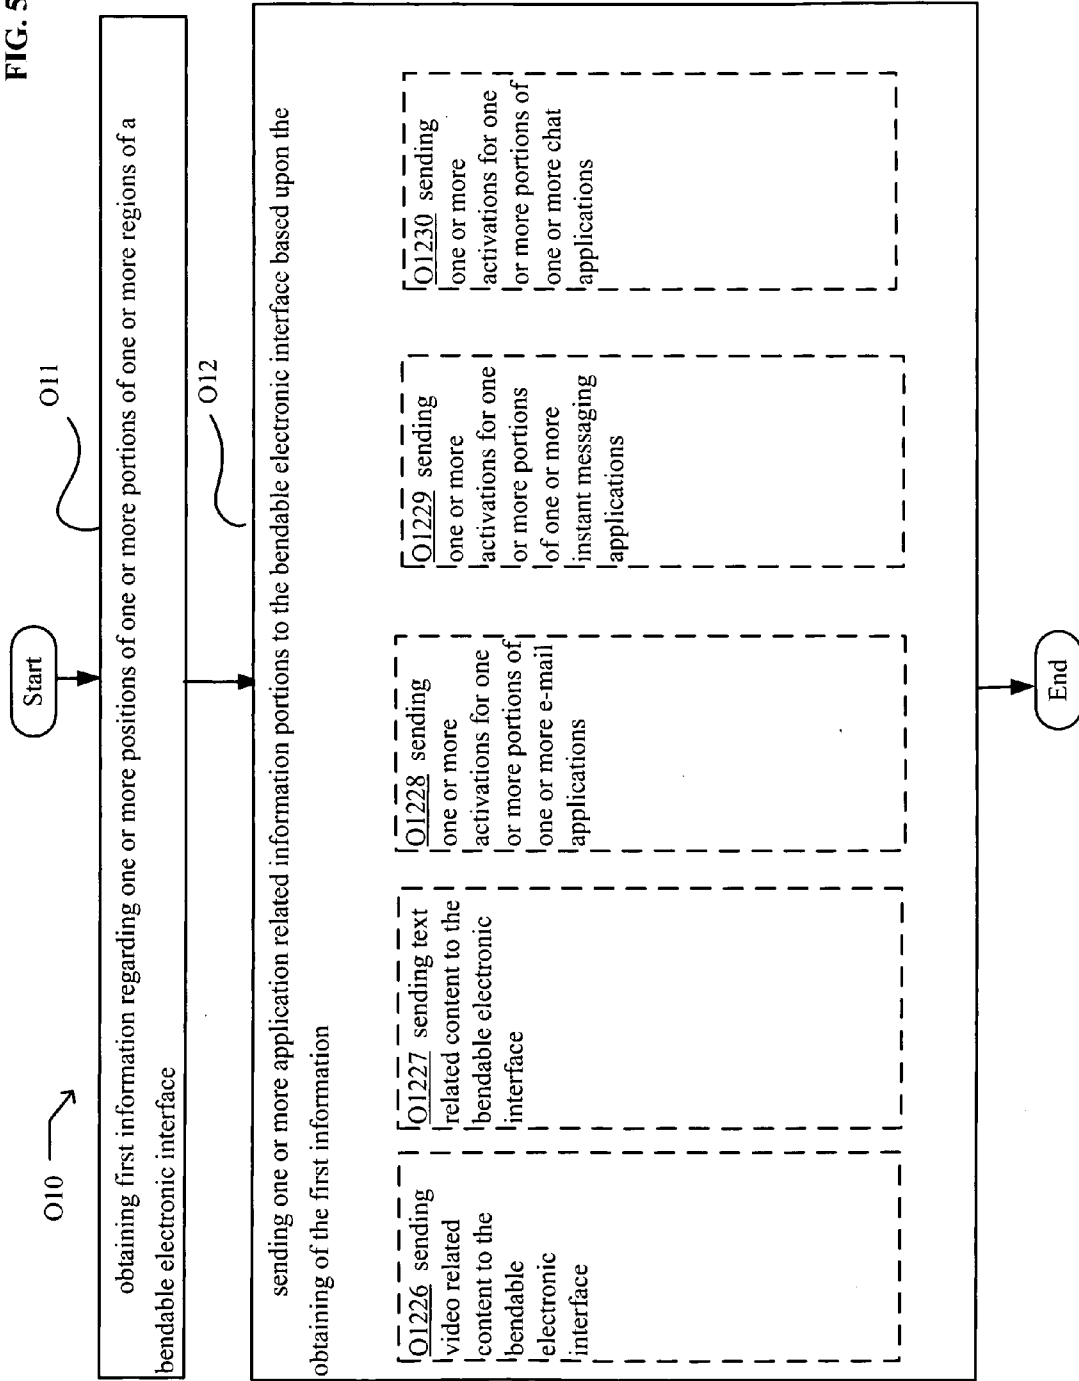 FIG. 5
O10
Start
O11
obtaining first information regarding one or more positions of one or more portions of one or more regions of a
bendable electronic interface
O12
sending one or more application related information portions to the bendable electronic interface based upon the
obtaining of the first information
O1226 sending
video related
content to the
bendable
electronic
interface
O1227 sending text
related content to the
bendable electronic
interface
O1228 sending
one or more
activations for one
or more portions of
one or more e-mail
applications
O1229 sending
one or more
activations for one
or more portions
of one or more
instant messaging
applications
O1230 sending
one or more
activations for one
or more portions of
one or more chat
applications
End